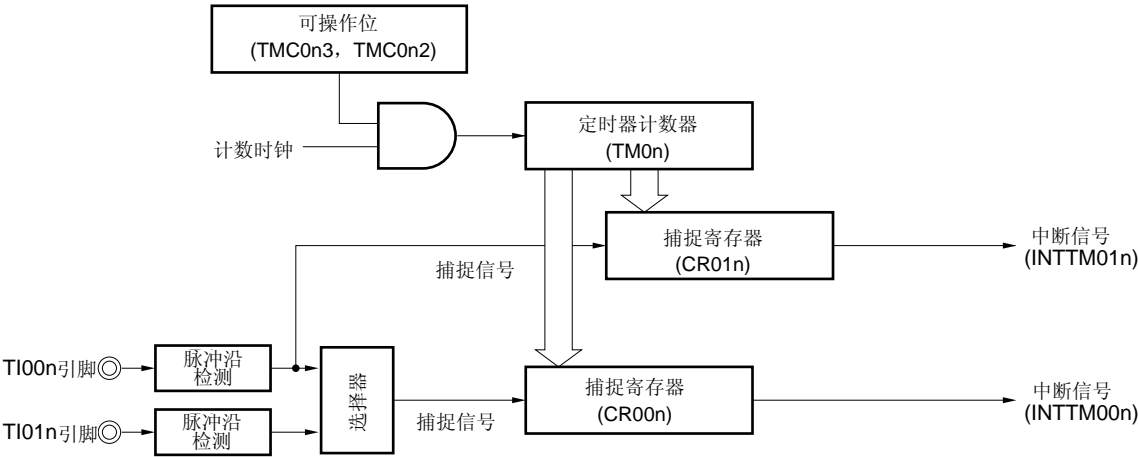 可操作位
(TMC0n3，TMC0n2)
计数时钟
定时器计数器
(TM0n)
捕捉寄存器
(CR01n)
中断信号
(INTTM01n)
捕捉信号
TI00n引脚
脉冲沿
检测
选择器
捕捉寄存器
(CR00n)
中断信号
(INTTM00n)
捕捉信号
TI01n引脚
脉冲沿
检测